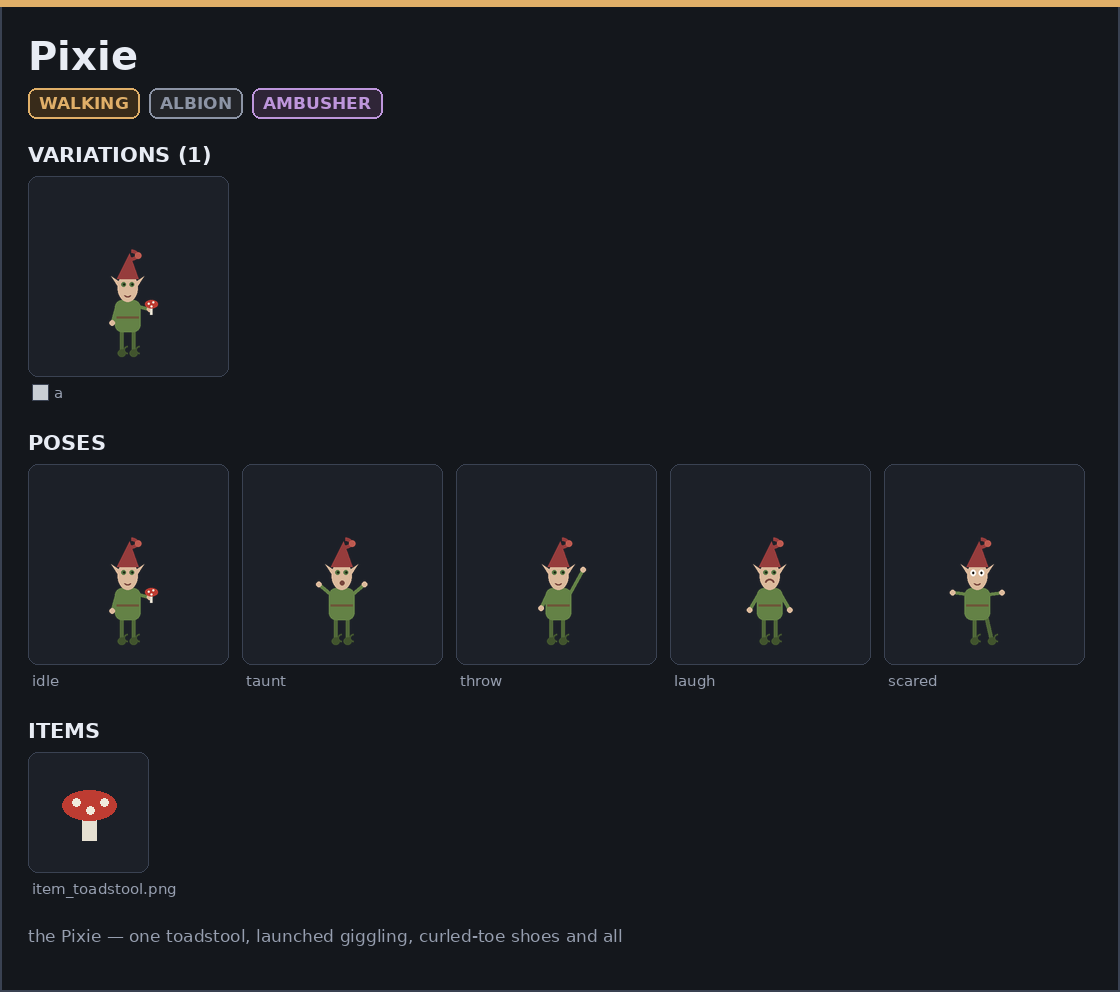 Pixie
WALKING ALBION AMBUSHER
VARIATIONS (1)
a
POSES
idle taunt throw laugh scared
ITEMS
item_toadstool.png
the Pixie — one toadstool, launched giggling, curled-toe shoes and all